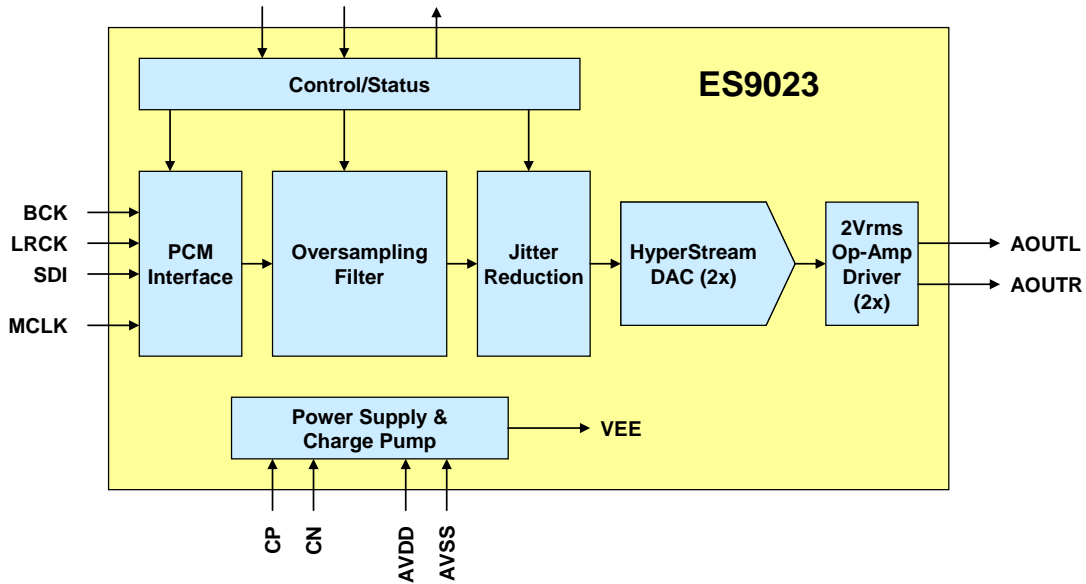 ES9023
Control/Status
BCK
LRCK
SDI
MCLK
PCM
Interface
Oversampling
Filter
Jitter
Reduction
HyperStream
DAC (2x)
2Vrms
Op-Amp
Driver
(2x)
AOUTL
AOUTR
Power Supply &
Charge Pump
VEE
CP
CN
AVDD
AVSS